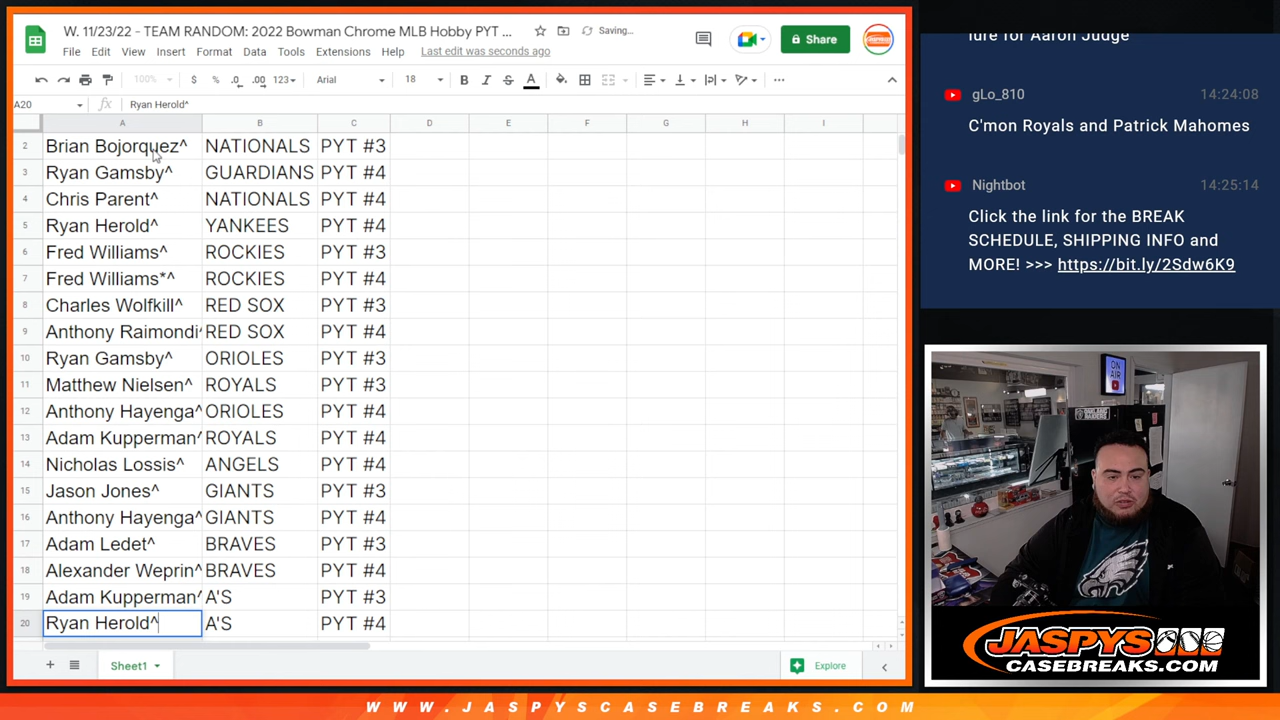 W. 11/23/22 - TEAM RANDOM: 2022 Bowman Chrome MLB Hobby PYT ...
Saving...
File Edit View Insert Format Data Tools Extensions Help Last edit was seconds ago
Share
100% $ % .0 .00 123 Arial 18 B I S A
A20 fx Ryan Herold^
A B C D E F G H I
2 Brian Bojorquez^ NATIONALS PYT #3
3 Ryan Gamsby^ GUARDIANS PYT #4
4 Chris Parent^ NATIONALS PYT #4
5 Ryan Herold^ YANKEES PYT #4
6 Fred Williams^ ROCKIES PYT #3
7 Fred Williams*^ ROCKIES PYT #4
8 Charles Wolfkill^ RED SOX PYT #3
9 Anthony Raimondi^ RED SOX PYT #4
10 Ryan Gamsby^ ORIOLES PYT #3
11 Matthew Nielsen^ ROYALS PYT #3
12 Anthony Hayenga^ ORIOLES PYT #4
13 Adam Kupperman^ ROYALS PYT #4
14 Nicholas Lossis^ ANGELS PYT #4
15 Jason Jones^ GIANTS PYT #3
16 Anthony Hayenga^ GIANTS PYT #4
17 Adam Ledet^ BRAVES PYT #3
18 Alexander Weprin^ BRAVES PYT #4
19 Adam Kupperman^ A'S PYT #3
20 Ryan Herold^ A'S PYT #4
Sheet1
Explore
for Aaron Judge
gLo_810 14:24:08
C'mon Royals and Patrick Mahomes
Nightbot 14:25:14
Click the link for the BREAK
SCHEDULE, SHIPPING INFO and
MORE! >>> https://bit.ly/2Sdw6K9
ON
AIR
JASPYS
CASEBREAKS.COM
WWW.JASPYSCASEBREAKS.COM